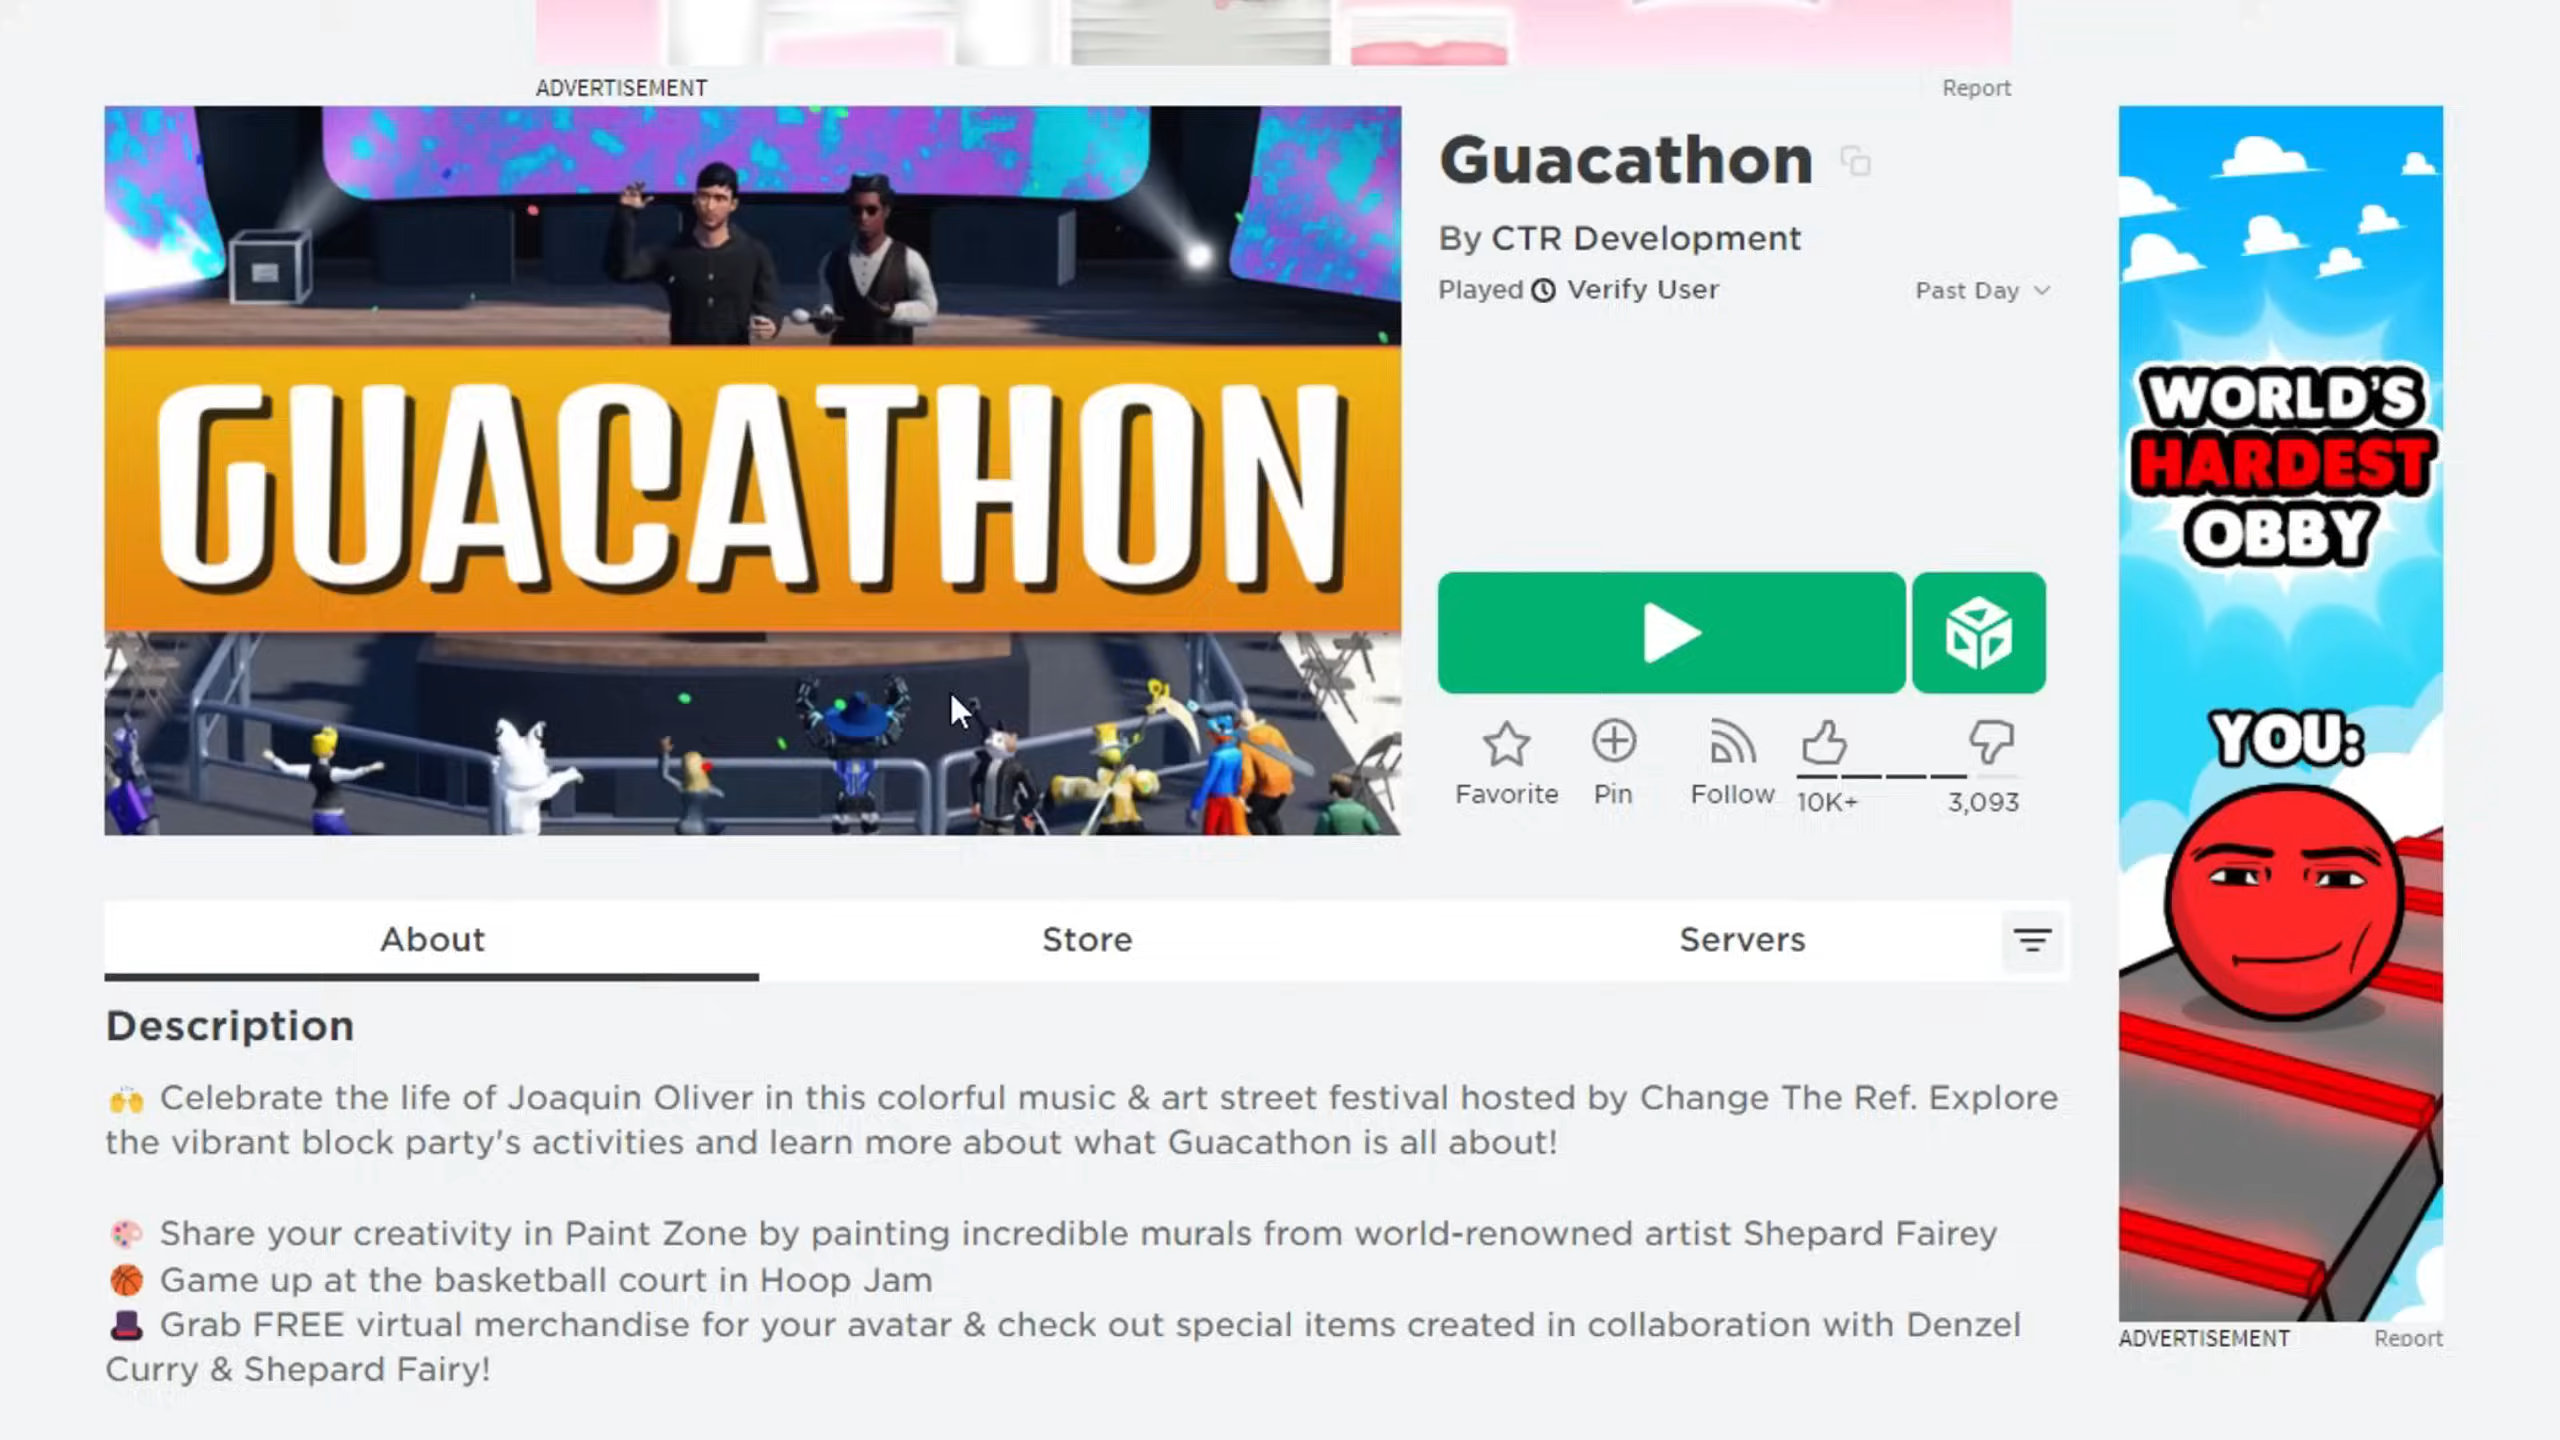 ADVERTISEMENT Report
GUACATHON
Guacathon
By CTR Development
Played Verify User Past Day
Favorite Pin Follow 10K+ 3,093
WORLD'S
HARDEST
OBBY
YOU:
ADVERTISEMENT Report
About Store Servers
Description
🙌 Celebrate the life of Joaquin Oliver in this colorful music & art street festival hosted by Change The Ref. Explore
the vibrant block party's activities and learn more about what Guacathon is all about!
🎨 Share your creativity in Paint Zone by painting incredible murals from world-renowned artist Shepard Fairey
🏀 Game up at the basketball court in Hoop Jam
🎩 Grab FREE virtual merchandise for your avatar & check out special items created in collaboration with Denzel
Curry & Shepard Fairy!